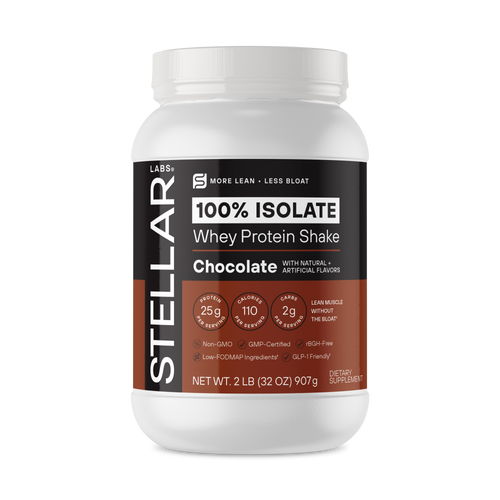 STELLAR
LABS®
MORE LEAN • LESS BLOAT
100% ISOLATE
Whey Protein Shake
Chocolate
WITH NATURAL +
ARTIFICIAL FLAVORS
PROTEIN
25g
PER SERVING
CALORIES
110
PER SERVING
CARBS
2g
PER SERVING
LEAN MUSCLE
WITHOUT
THE BLOAT†
Non-GMO
GMP-Certified
rBGH-Free
Low-FODMAP Ingredients†
GLP-1 Friendly†
NET WT. 2 LB (32 OZ) 907g
DIETARY
SUPPLEMENT